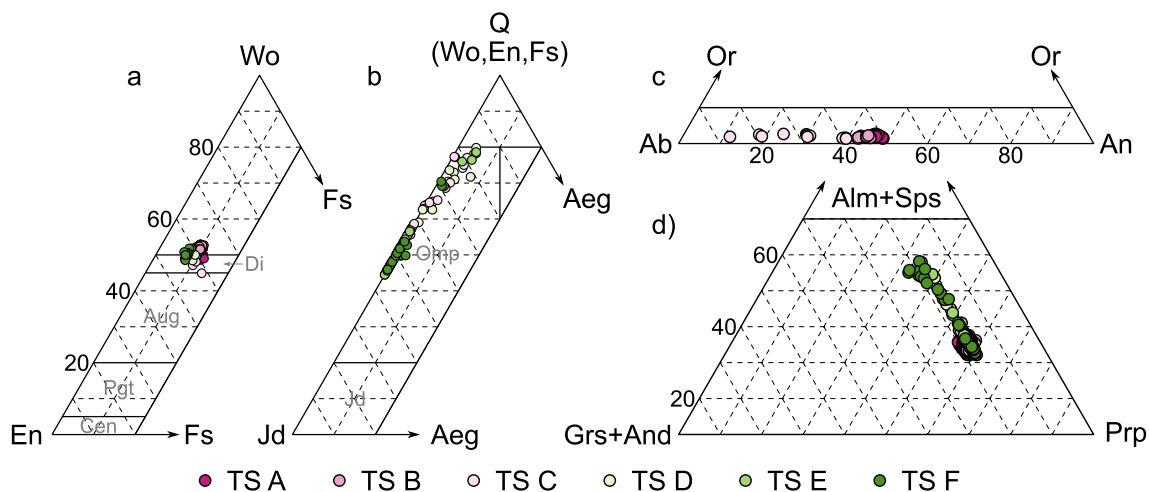 a
Wo
80
Fs
60
Di
40
Aug
20
Pgt
Cen
En
Fs
b
Q
(Wo,En,Fs)
Aeg
Omp
Jd
Jd
Aeg
c
Or
Or
Ab
An
20
40
60
80
d)
Alm+Sps
60
40
20
Grs+And
Prp
TS A
TS B
TS C
TS D
TS E
TS F